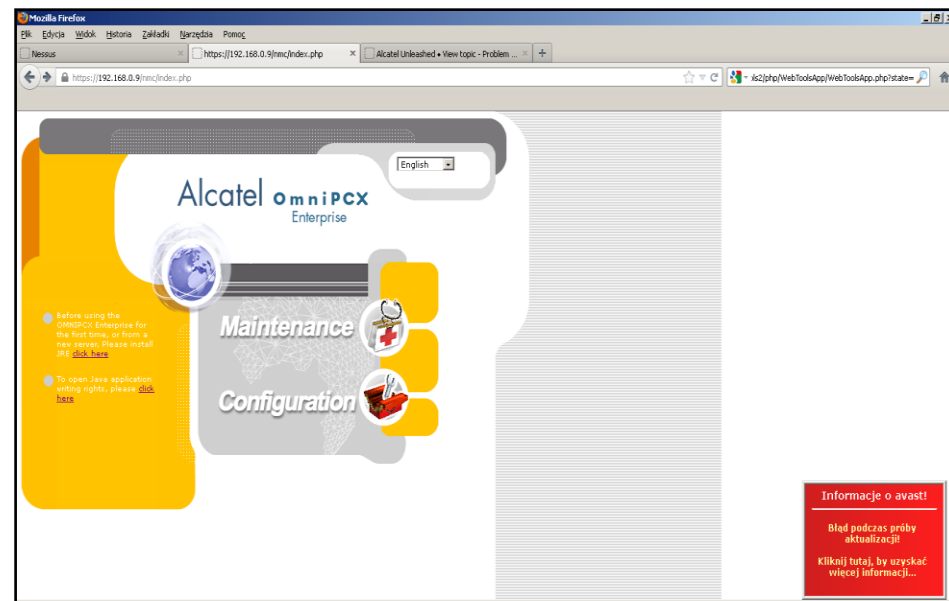 Mozilla Firefox
Plik Edycja Widok Historia Zakładki Narzędzia Pomoc
Nessus
https://192.168.0.9/nmc/index.php
Alcatel Unleashed • View topic - Problem ...
https://192.168.0.9/nmc/index.php
xls2/php/WebToolsApp/WebToolsApp.php?state=
English
Alcatel OmniPCX
Enterprise
Before using the
OMNIPCX Enterprise for
the first time, or from a
new server, Please install
JRE click here
To open Java application
writing rights, please click
here
Maintenance
Configuration
Informacje o avast!
Błąd podczas próby
aktualizacji!
Kliknij tutaj, by uzyskać
więcej informacji...